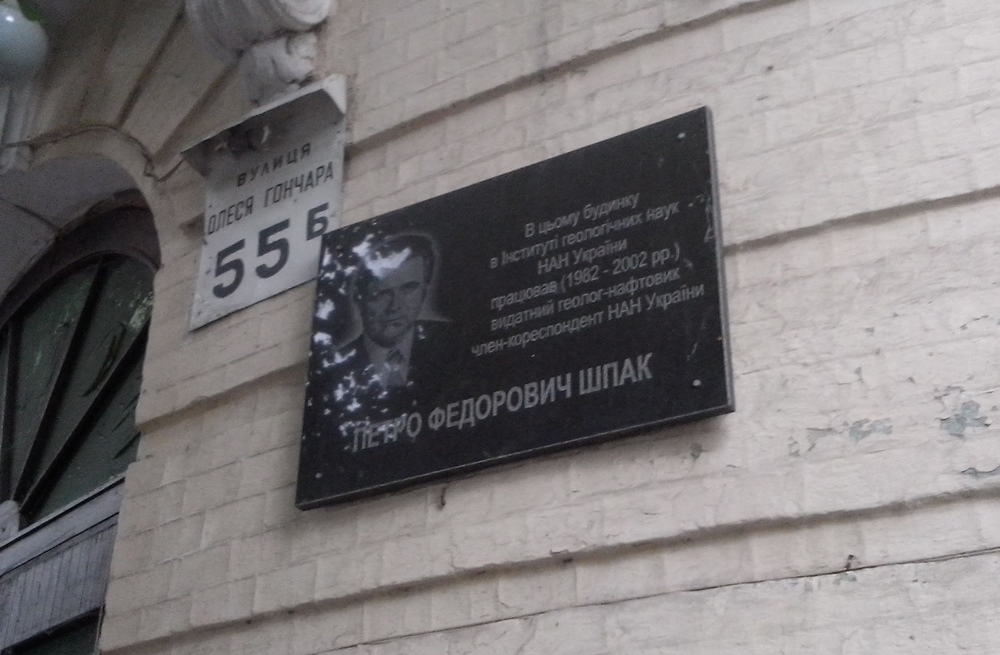 ВУЛИЦЯ
ОЛЕСЯ ГОНЧАРА
55 Б
В цьому будинку
в Інституті геологічних наук
НАН України
працював (1982 - 2002 рр.)
видатний геолог-нафтовик
член-кореспондент НАН України
ПЕТРО ФЕДОРОВИЧ ШПАК